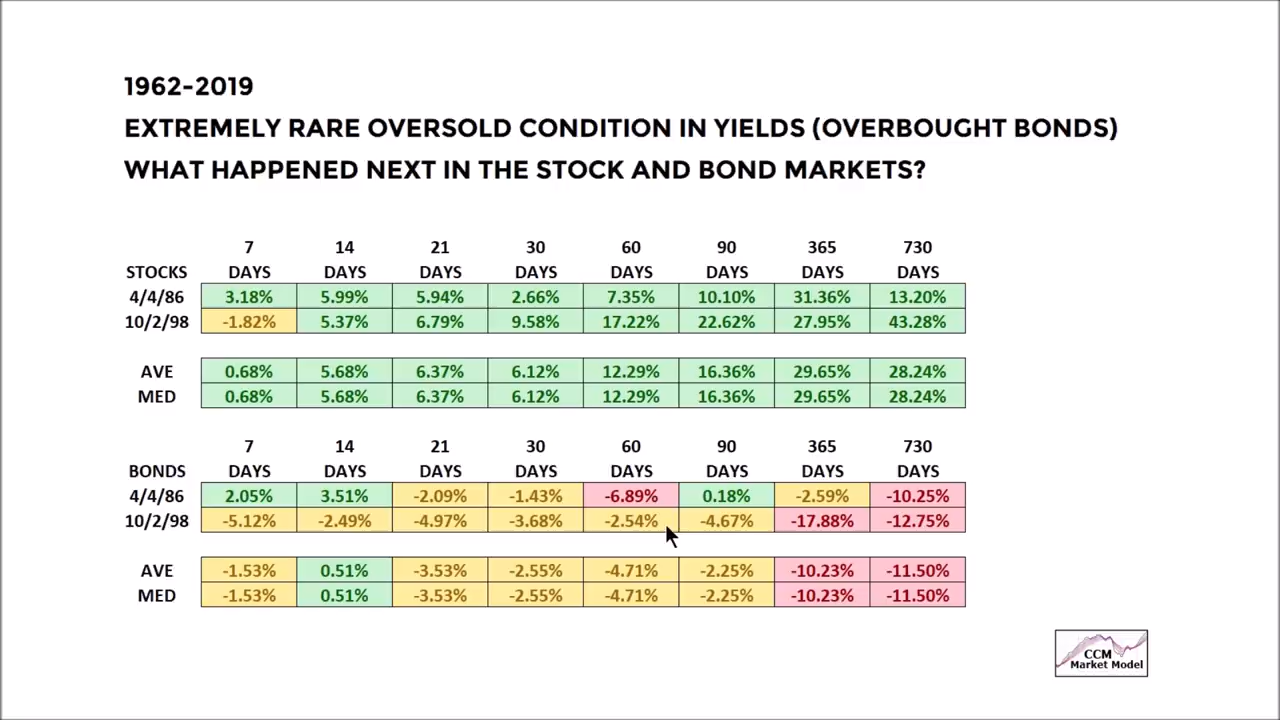 1962-2019
EXTREMELY RARE OVERSOLD CONDITION IN YIELDS (OVERBOUGHT BONDS)
WHAT HAPPENED NEXT IN THE STOCK AND BOND MARKETS?
7 14 21 30 60 90 365 730
STOCKS DAYS DAYS DAYS DAYS DAYS DAYS DAYS DAYS
4/4/86 3.18% 5.99% 5.94% 2.66% 7.35% 10.10% 31.36% 13.20%
10/2/98 -1.82% 5.37% 6.79% 9.58% 17.22% 22.62% 27.95% 43.28%
AVE 0.68% 5.68% 6.37% 6.12% 12.29% 16.36% 29.65% 28.24%
MED 0.68% 5.68% 6.37% 6.12% 12.29% 16.36% 29.65% 28.24%
7 14 21 30 60 90 365 730
BONDS DAYS DAYS DAYS DAYS DAYS DAYS DAYS DAYS
4/4/86 2.05% 3.51% -2.09% -1.43% -6.89% 0.18% -2.59% -10.25%
10/2/98 -5.12% -2.49% -4.97% -3.68% -2.54% -4.67% -17.88% -12.75%
AVE -1.53% 0.51% -3.53% -2.55% -4.71% -2.25% -10.23% -11.50%
MED -1.53% 0.51% -3.53% -2.55% -4.71% -2.25% -10.23% -11.50%
CCM
Market Model